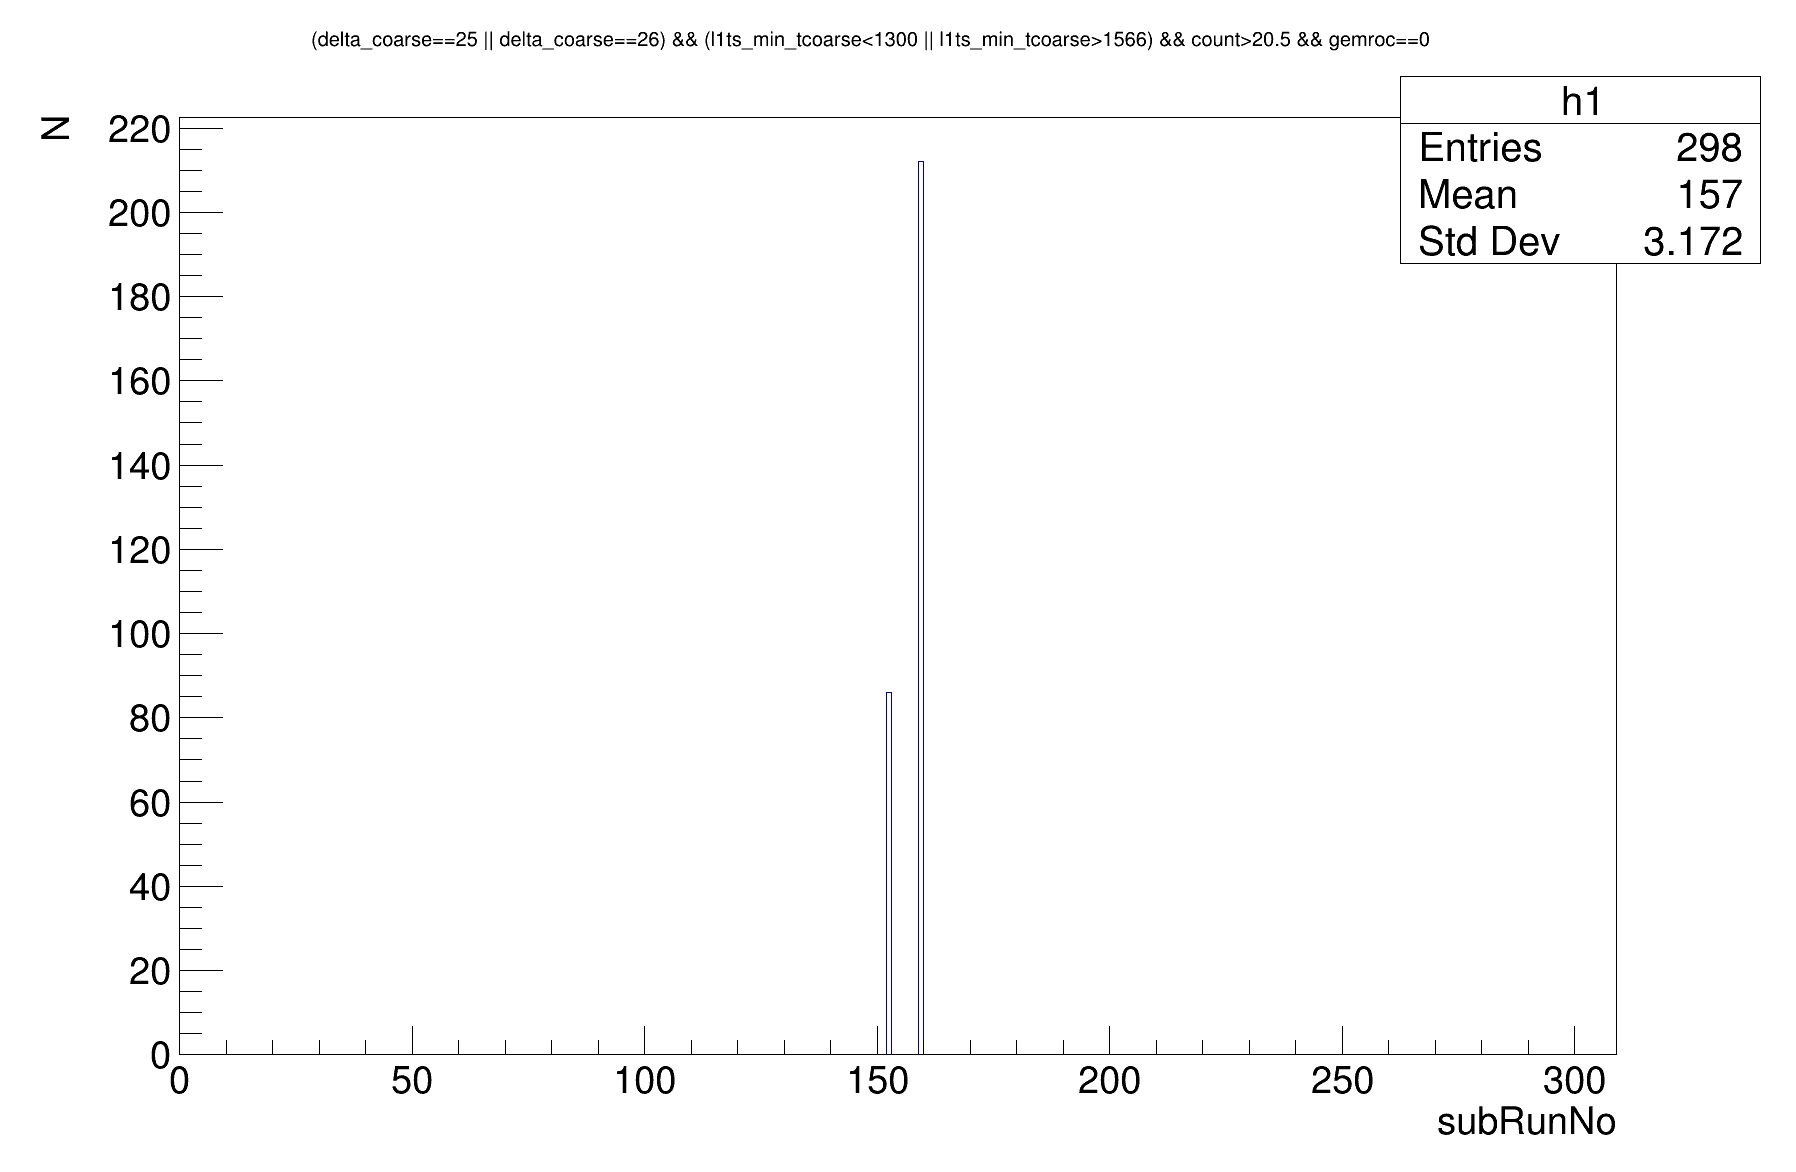 (delta_coarse==25 || delta_coarse==26) && (l1ts_min_tcoarse<1300 || l1ts_min_tcoarse>1566) && count>20.5 && gemroc==0
h1
Entries 298
Mean 157
Std Dev 3.172
N
220
200
180
160
140
120
100
80
60
40
20
0
0 50 100 150 200 250 300
subRunNo